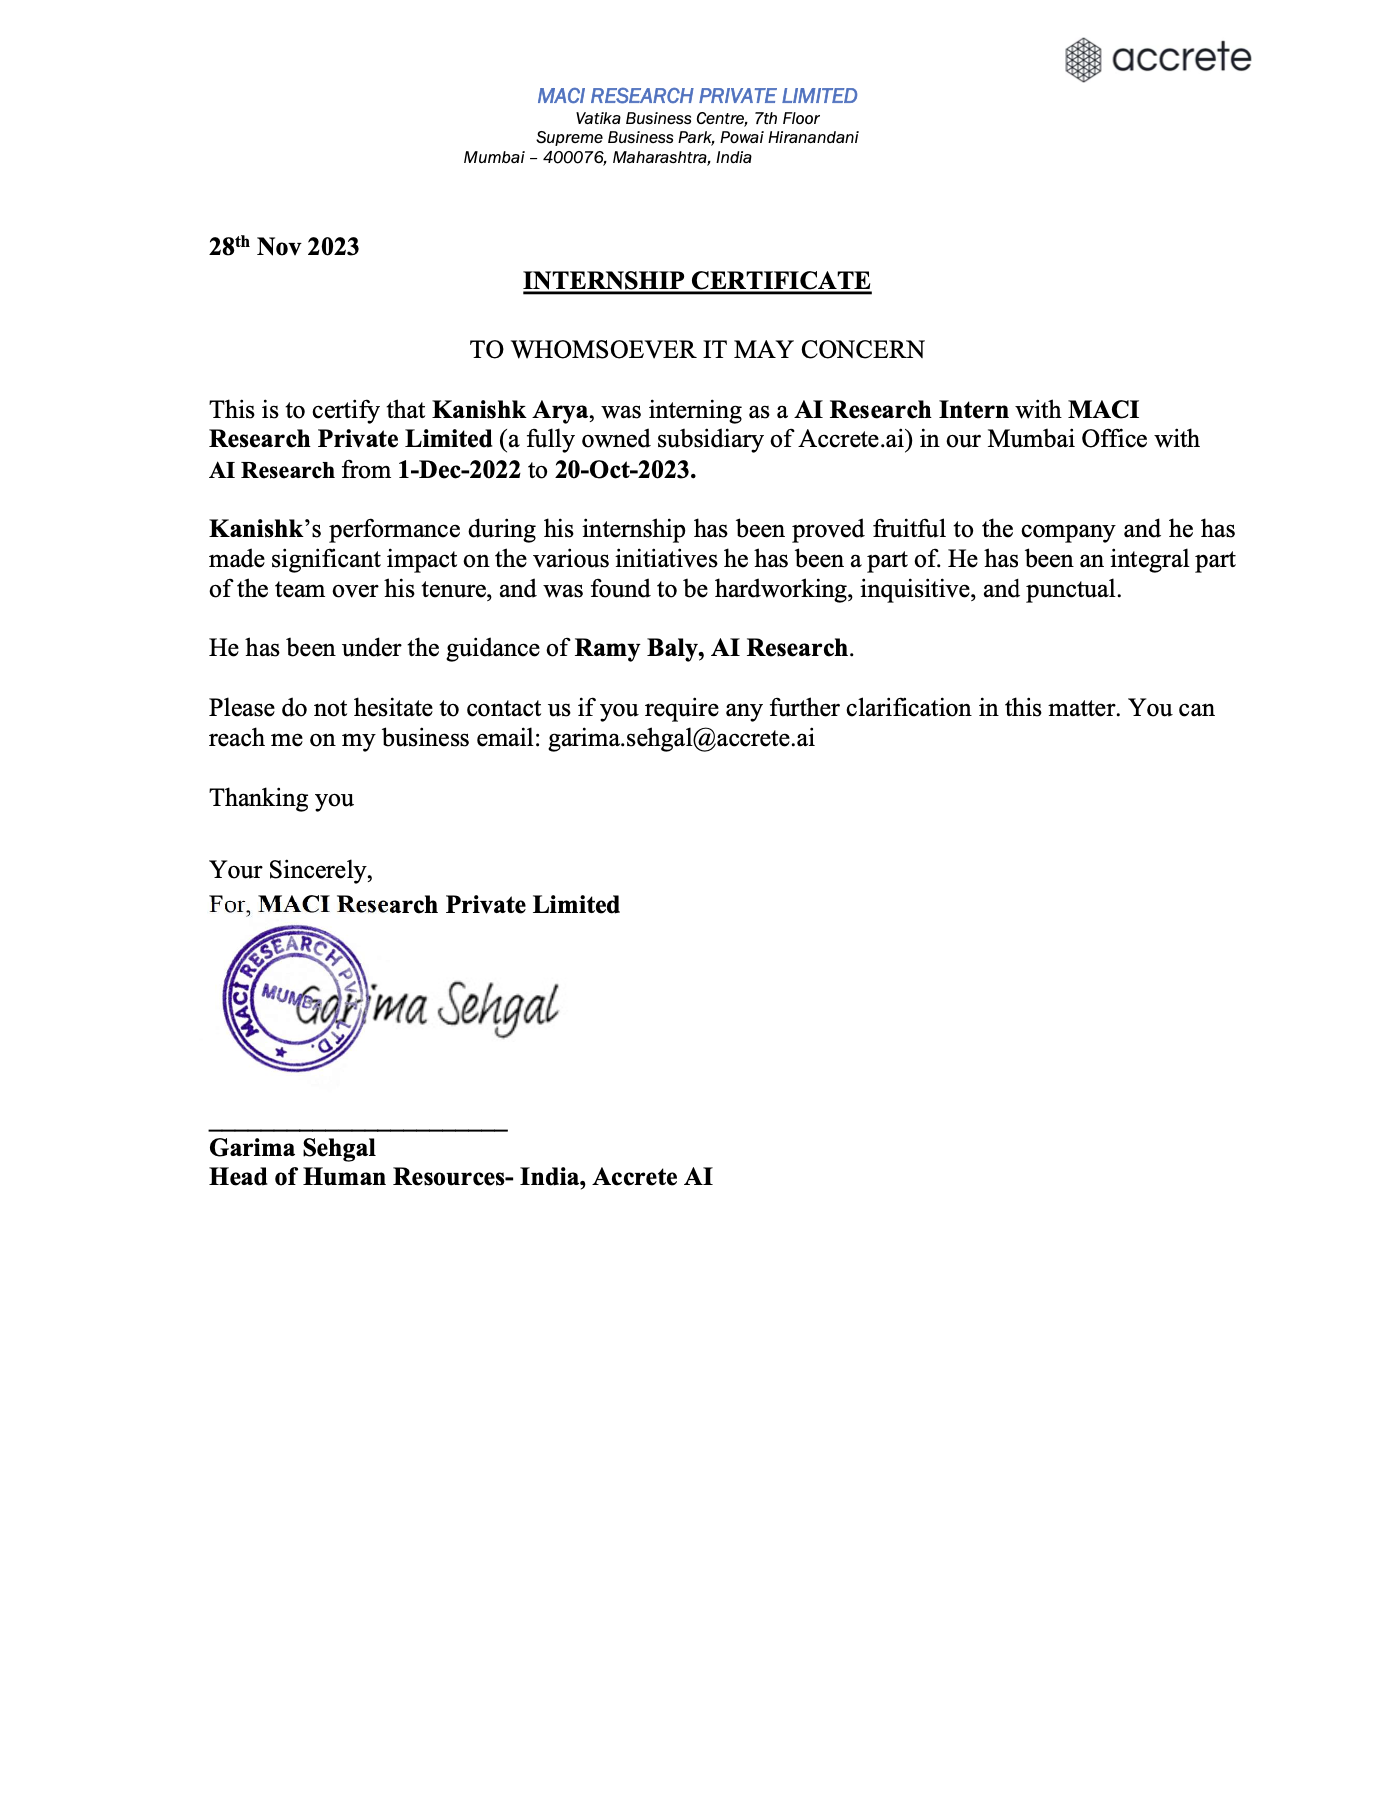 accrete
MACI RESEARCH PRIVATE LIMITED
Vatika Business Centre, 7th Floor
Supreme Business Park, Powai Hiranandani
Mumbai – 400076, Maharashtra, India
28th Nov 2023
INTERNSHIP CERTIFICATE
TO WHOMSOEVER IT MAY CONCERN
This is to certify that Kanishk Arya, was interning as a AI Research Intern with MACI
Research Private Limited (a fully owned subsidiary of Accrete.ai) in our Mumbai Office with
AI Research from 1-Dec-2022 to 20-Oct-2023.
Kanishk's performance during his internship has been proved fruitful to the company and he has
made significant impact on the various initiatives he has been a part of. He has been an integral part
of the team over his tenure, and was found to be hardworking, inquisitive, and punctual.
He has been under the guidance of Ramy Baly, AI Research.
Please do not hesitate to contact us if you require any further clarification in this matter. You can
reach me on my business email: garima.sehgal@accrete.ai
Thanking you
Your Sincerely,
For, MACI Research Private Limited
MACI RESEARCH PVT. LTD.
MUMBAI
Garima Sehgal
Garima Sehgal
Head of Human Resources- India, Accrete AI